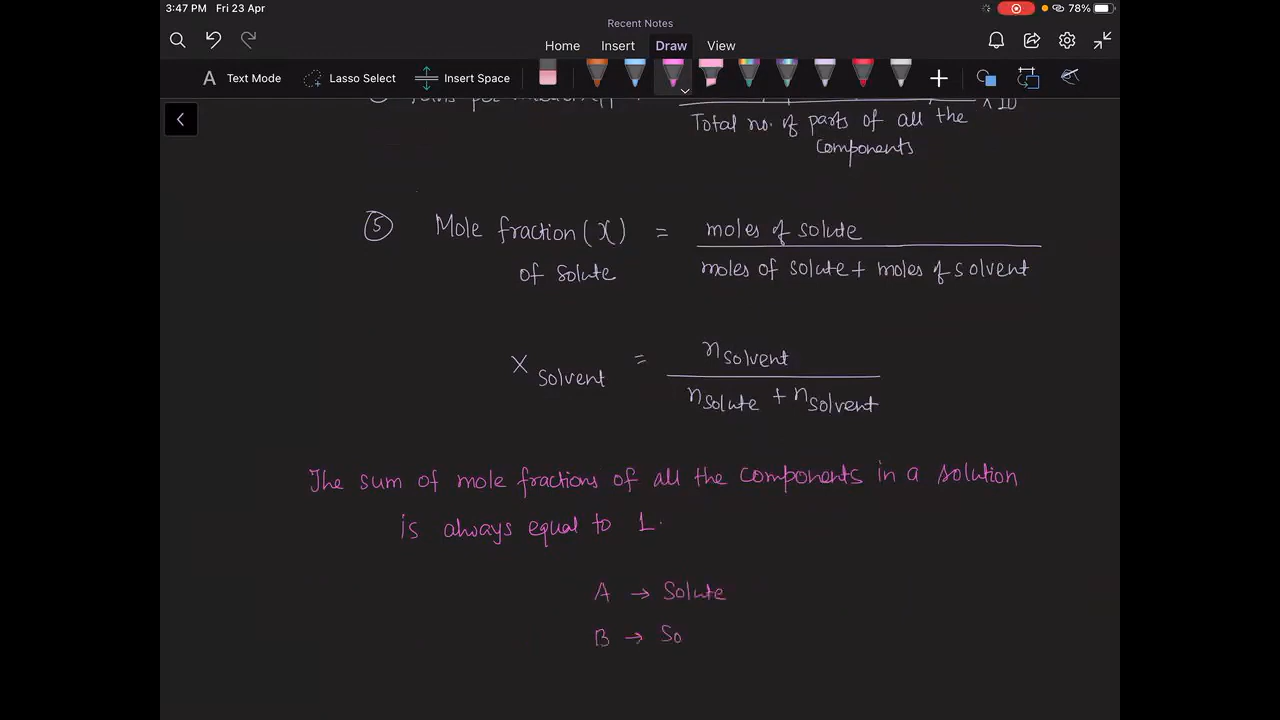 3:47 PM Fri 23 Apr
78%
Recent Notes
Home Insert Draw View
Text Mode Lasso Select Insert Space
Total no. of parts of all the
components
⑤ Mole fraction (X) = moles of solute
of solute moles of solute + moles of solvent
X solvent = n solvent
n solute + n solvent
The sum of mole fractions of all the components in a solution
is always equal to 1.
A → Solute
B → So